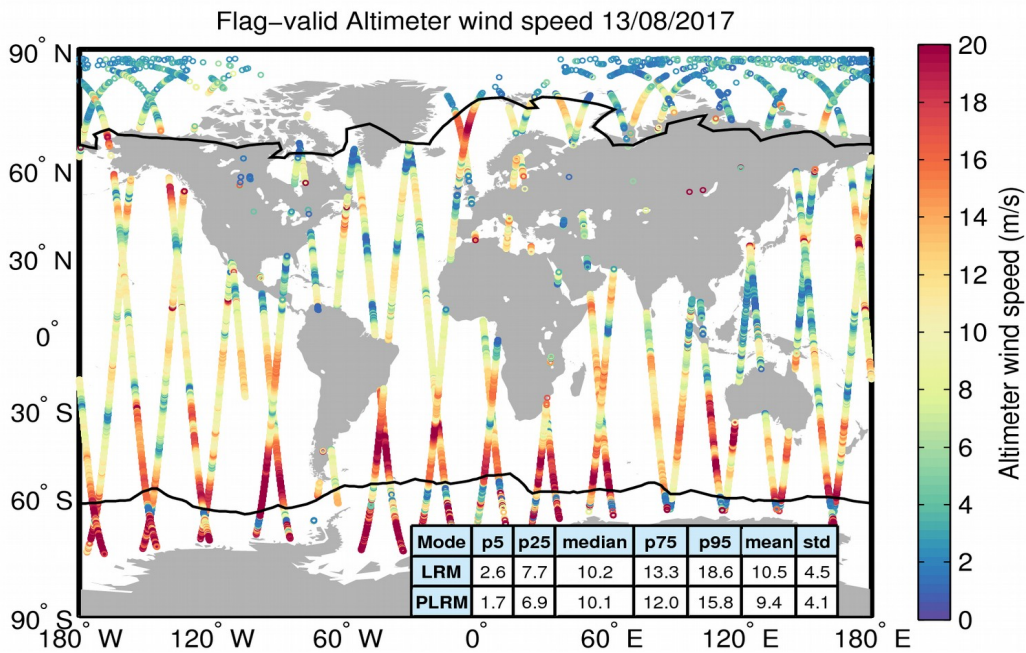 Flag−valid Altimeter wind speed 13/08/2017
90° N
60° N
30° N
0°
30° S
60° S
90° S
180° W
120° W
60° W
0°
60° E
120° E
180° E
Mode p5 p25 median p75 p95 mean std
LRM 2.6 7.7 10.2 13.3 18.6 10.5 4.5
PLRM 1.7 6.9 10.1 12.0 15.8 9.4 4.1
20
18
16
14
12
10
8
6
4
2
0
Altimeter wind speed (m/s)